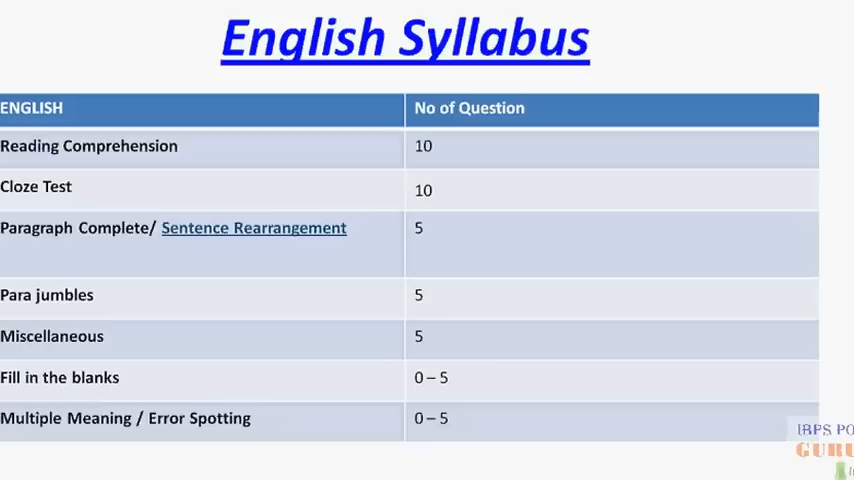 English Syllabus
ENGLISH No of Question
Reading Comprehension 10
Cloze Test 10
Paragraph Complete/ Sentence Rearrangement 5
Para jumbles 5
Miscellaneous 5
Fill in the blanks 0 – 5
Multiple Meaning / Error Spotting 0 – 5
IBPS PO
GURU